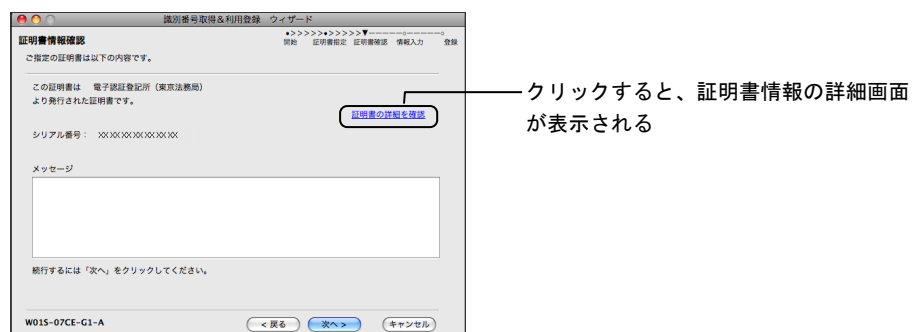 識別番号取得&利用登録 ウィザード
証明書情報確認
●>>>>>●>>>>>▼-----□-----□
開始 証明書指定 証明書確認 情報入力 登録
ご指定の証明書は以下の内容です。
この証明書は 電子認証登記所(東京法務局)
より発行された証明書です。
証明書の詳細を確認
シリアル番号: XXXXXXXXXXXXXXXX
メッセージ
続行するには「次へ」をクリックしてください。
W01S-07CE-G1-A
< 戻る 次へ > キャンセル
クリックすると、証明書情報の詳細画面
が表示される